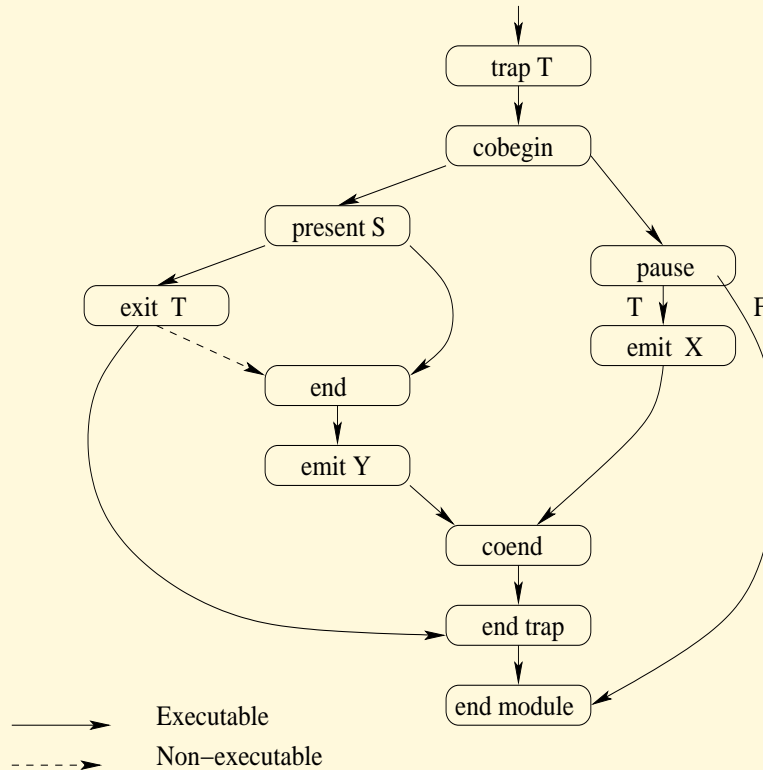 trap T
cobegin
present S
pause
exit T
T
F
emit X
end
emit Y
coend
end trap
end module
Executable
Non−executable